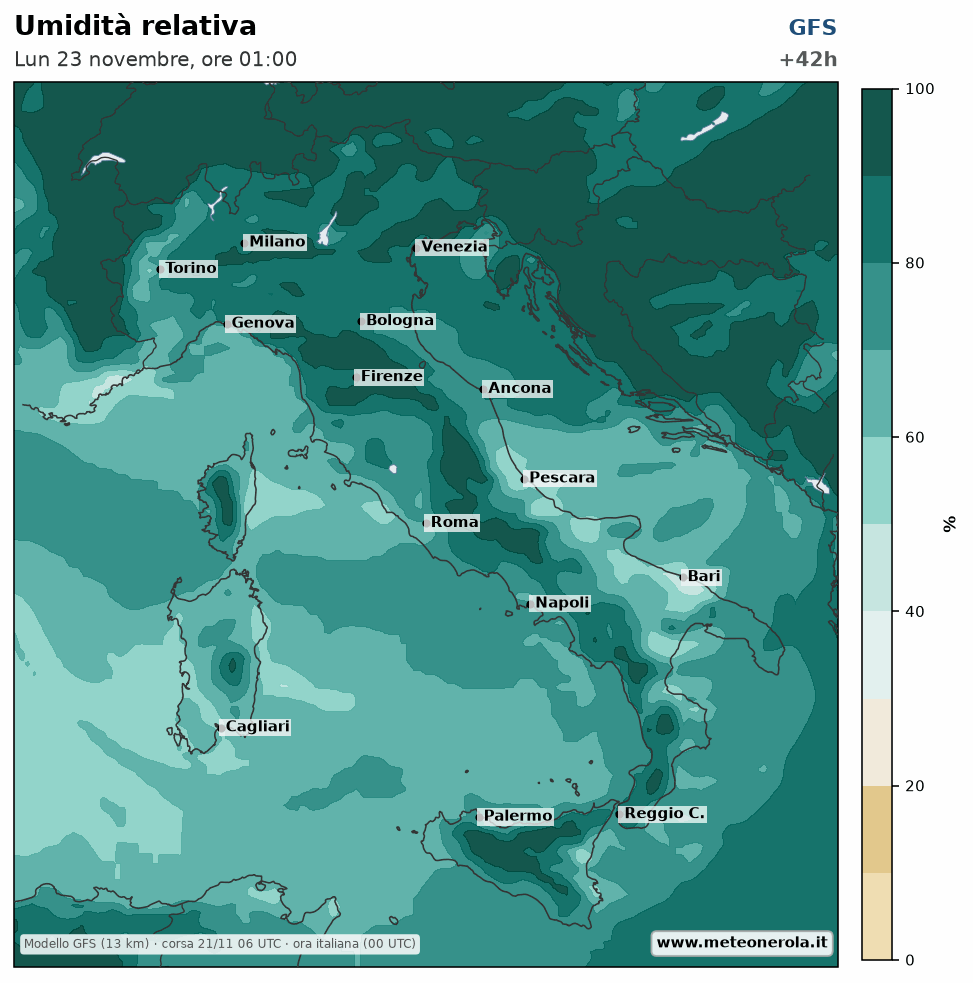 Umidità relativa
GFS
Lun 23 novembre, ore 01:00
+42h
100
80
60
40
20
0
%
Milano
Venezia
Torino
Genova
Bologna
Firenze
Ancona
Pescara
Roma
Bari
Napoli
Cagliari
Palermo
Reggio C.
Modello GFS (13 km) · corsa 21/11 06 UTC · ora italiana (00 UTC)
www.meteonerola.it